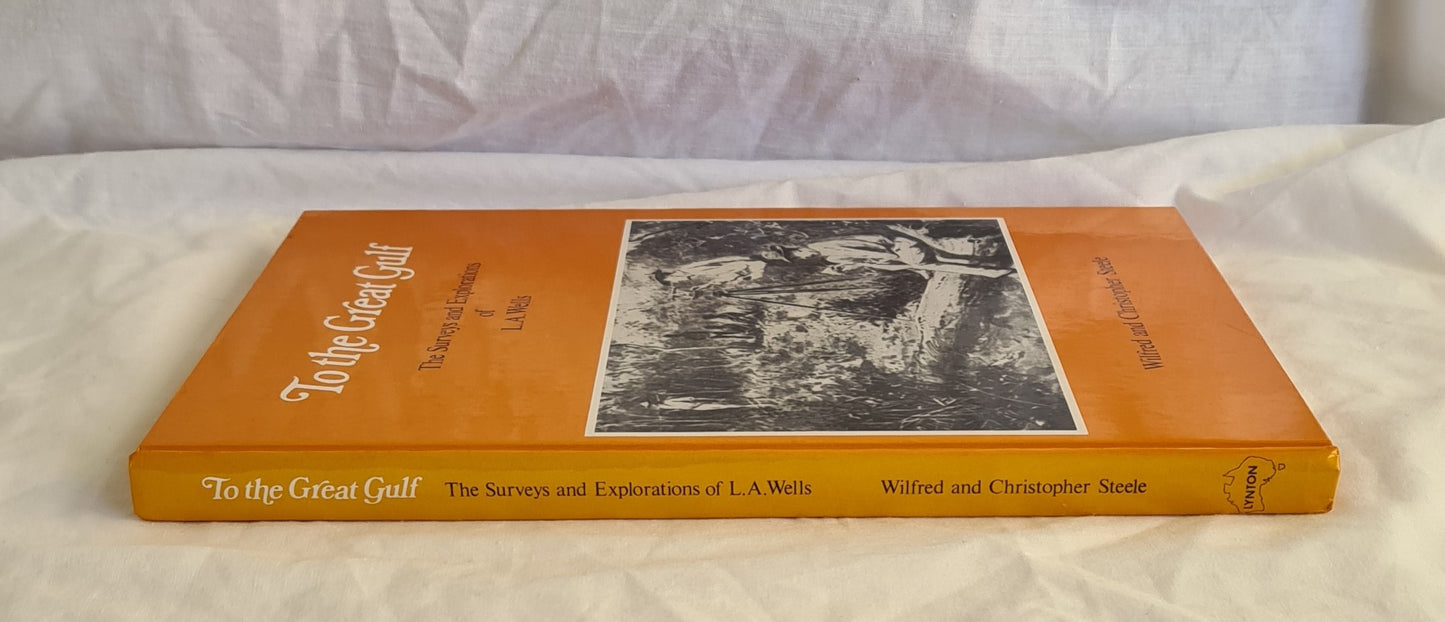 To the Great Gulf
The Surveys and Explorations
of
L.A. Wells
Wilfred and Christopher Steele
To the Great Gulf The Surveys and Explorations of L.A. Wells Wilfred and Christopher Steele LYNTON